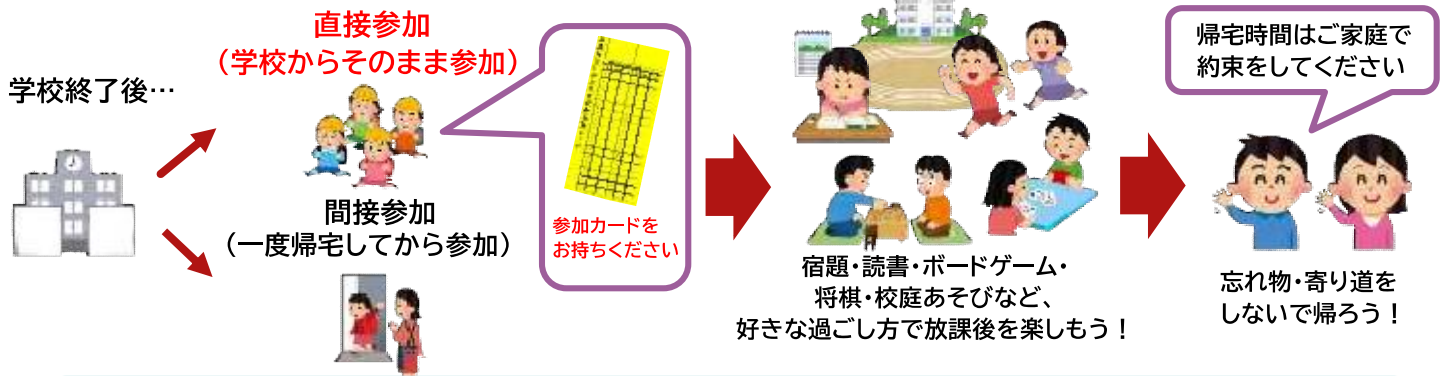 学校終了後…
直接参加
（学校からそのまま参加）
間接参加
（一度帰宅してから参加）
参加カードを
お持ちください
宿題・読書・ボードゲーム・
将棋・校庭あそびなど、
好きな過ごし方で放課後を楽しもう！
帰宅時間はご家庭で
約束をしてください
忘れ物・寄り道を
しないで帰ろう！